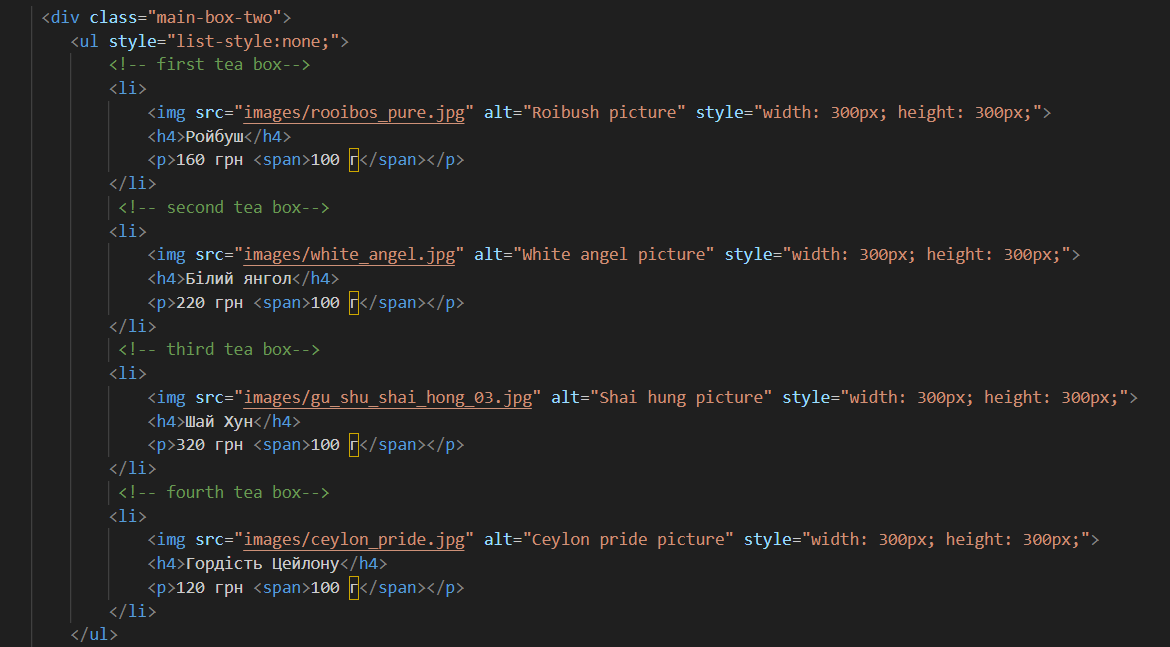 <div class="main-box-two">
<ul style="list-style:none;">
<!-- first tea box-->
<li>
<img src="images/rooibos_pure.jpg" alt="Roibush picture" style="width: 300px; height: 300px;">
<h4>Ройбуш</h4>
<p>160 грн <span>100 г</span></p>
</li>
<!-- second tea box-->
<li>
<img src="images/white_angel.jpg" alt="White angel picture" style="width: 300px; height: 300px;">
<h4>Білий янгол</h4>
<p>220 грн <span>100 г</span></p>
</li>
<!-- third tea box-->
<li>
<img src="images/gu_shu_shai_hong_03.jpg" alt="Shai hung picture" style="width: 300px; height: 300px;">
<h4>Шай Хун</h4>
<p>320 грн <span>100 г</span></p>
</li>
<!-- fourth tea box-->
<li>
<img src="images/ceylon_pride.jpg" alt="Ceylon pride picture" style="width: 300px; height: 300px;">
<h4>Гордість Цейлону</h4>
<p>120 грн <span>100 г</span></p>
</li>
</ul>